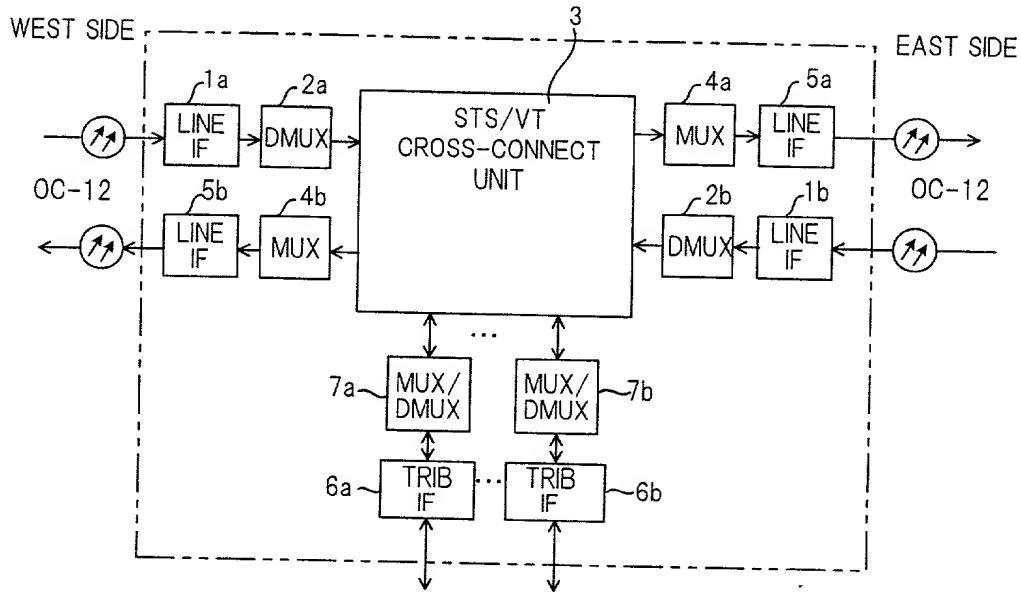 3
WEST SIDE
EAST SIDE
1a
2a
4a
5a
LINE
IF
DMUX
STS/VT
CROSS-CONNECT
UNIT
MUX
LINE
IF
OC-12
OC-12
5b
4b
2b
1b
LINE
IF
MUX
DMUX
LINE
IF
...
7a
MUX/
DMUX
MUX/
DMUX
7b
6a
TRIB
IF
...
TRIB
IF
6b